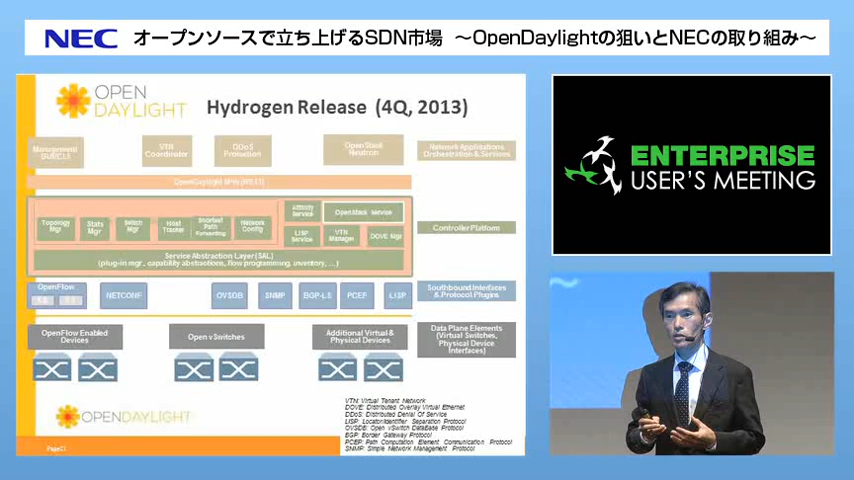 NEC オープンソースで立ち上げるSDN市場 ～OpenDaylightの狙いとNECの取り組み～
OPEN
DAYLIGHT
Hydrogen Release (4Q, 2013)
Management
GUI/CLI
VTN
Coordinator
DDoS
Protection
OpenStack
Neutron
Network Applications
Orchestration & Services
OpenDaylight APIs (REST)
Topology
Mgr
Stats
Mgr
Switch
Mgr
Host
Tracker
Shortest
Path
Forwarding
Network
Config
Affinity
Service
OpenStack Service
LISP
Service
VTN
Manager
DOVE Mgr
Controller Platform
Service Abstraction Layer (SAL)
(plug-in mgr., capability abstractions, flow programming, inventory, …)
OpenFlow
NETCONF
OVSDB
SNMP
BGP-LS
PCEP
LISP
Southbound Interfaces
& Protocol Plugins
OpenFlow Enabled
Devices
Open vSwitches
Additional Virtual &
Physical Devices
Data Plane Elements
(Virtual Switches,
Physical Device
Interfaces)
VTN: Virtual Tenant Network
DOVE: Distributed Overlay Virtual Ethernet
DDoS: Distributed Denial Of Service
LISP: Location/Identifier Separation Protocol
OVSDB: Open vSwitch DataBase Protocol
BGP: Border Gateway Protocol
PCEP: Path Computation Element Communication Protocol
SNMP: Simple Network Management Protocol
OPENDAYLIGHT
ENTERPRISE
USER'S MEETING